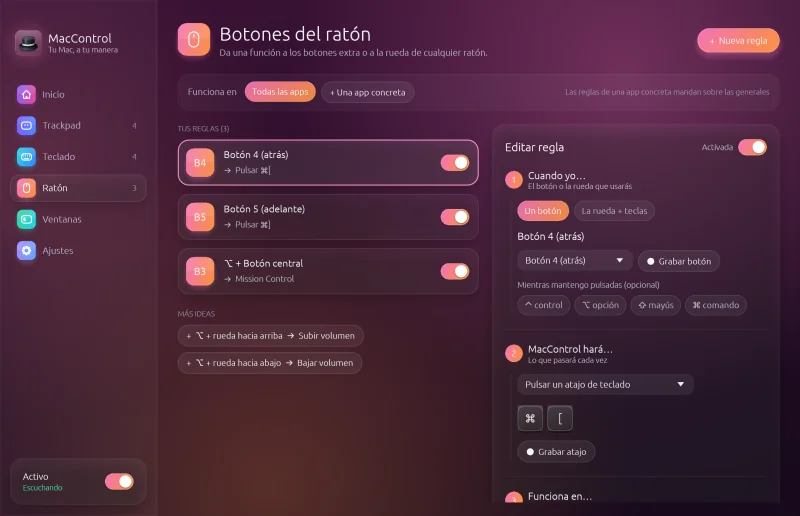 MacControl
Tu Mac, a tu manera
Inicio
Trackpad 4
Teclado 4
Ratón 3
Ventanas
Ajustes
Activo
Escuchando
Botones del ratón
Da una función a los botones extra o a la rueda de cualquier ratón.
+ Nueva regla
Funciona en Todas las apps + Una app concreta Las reglas de una app concreta mandan sobre las generales
TUS REGLAS (3)
B4 Botón 4 (atrás)
→ Pulsar ⌘[
B5 Botón 5 (adelante)
→ Pulsar ⌘]
B3 ⌥ + Botón central
→ Mission Control
MÁS IDEAS
+ ⌥ + rueda hacia arriba → Subir volumen
+ ⌥ + rueda hacia abajo → Bajar volumen
Editar regla Activada
1 Cuando yo…
El botón o la rueda que usarás
Un botón La rueda + teclas
Botón 4 (atrás)
Botón 4 (atrás) ▼ ● Grabar botón
Mientras mantengo pulsadas (opcional)
^ control ⌥ opción ⇧ mayús ⌘ comando
2 MacControl hará…
Lo que pasará cada vez
Pulsar un atajo de teclado ▼
⌘ [
● Grabar atajo
3 Funciona en…